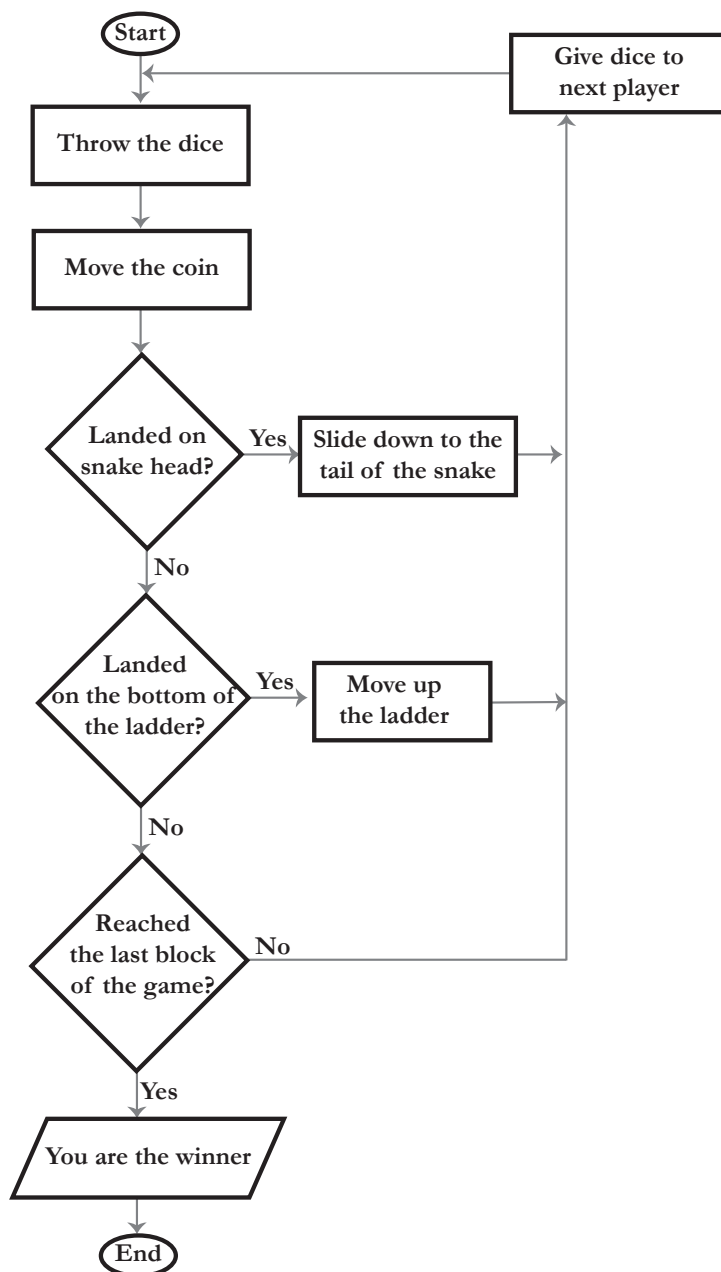 Start
Give dice to
next player
Throw the dice
Move the coin
Landed on
snake head?
Yes
Slide down to the
tail of the snake
No
Landed
on the bottom of
the ladder?
Yes
Move up
the ladder
No
Reached
the last block
of the game?
No
Yes
You are the winner
End